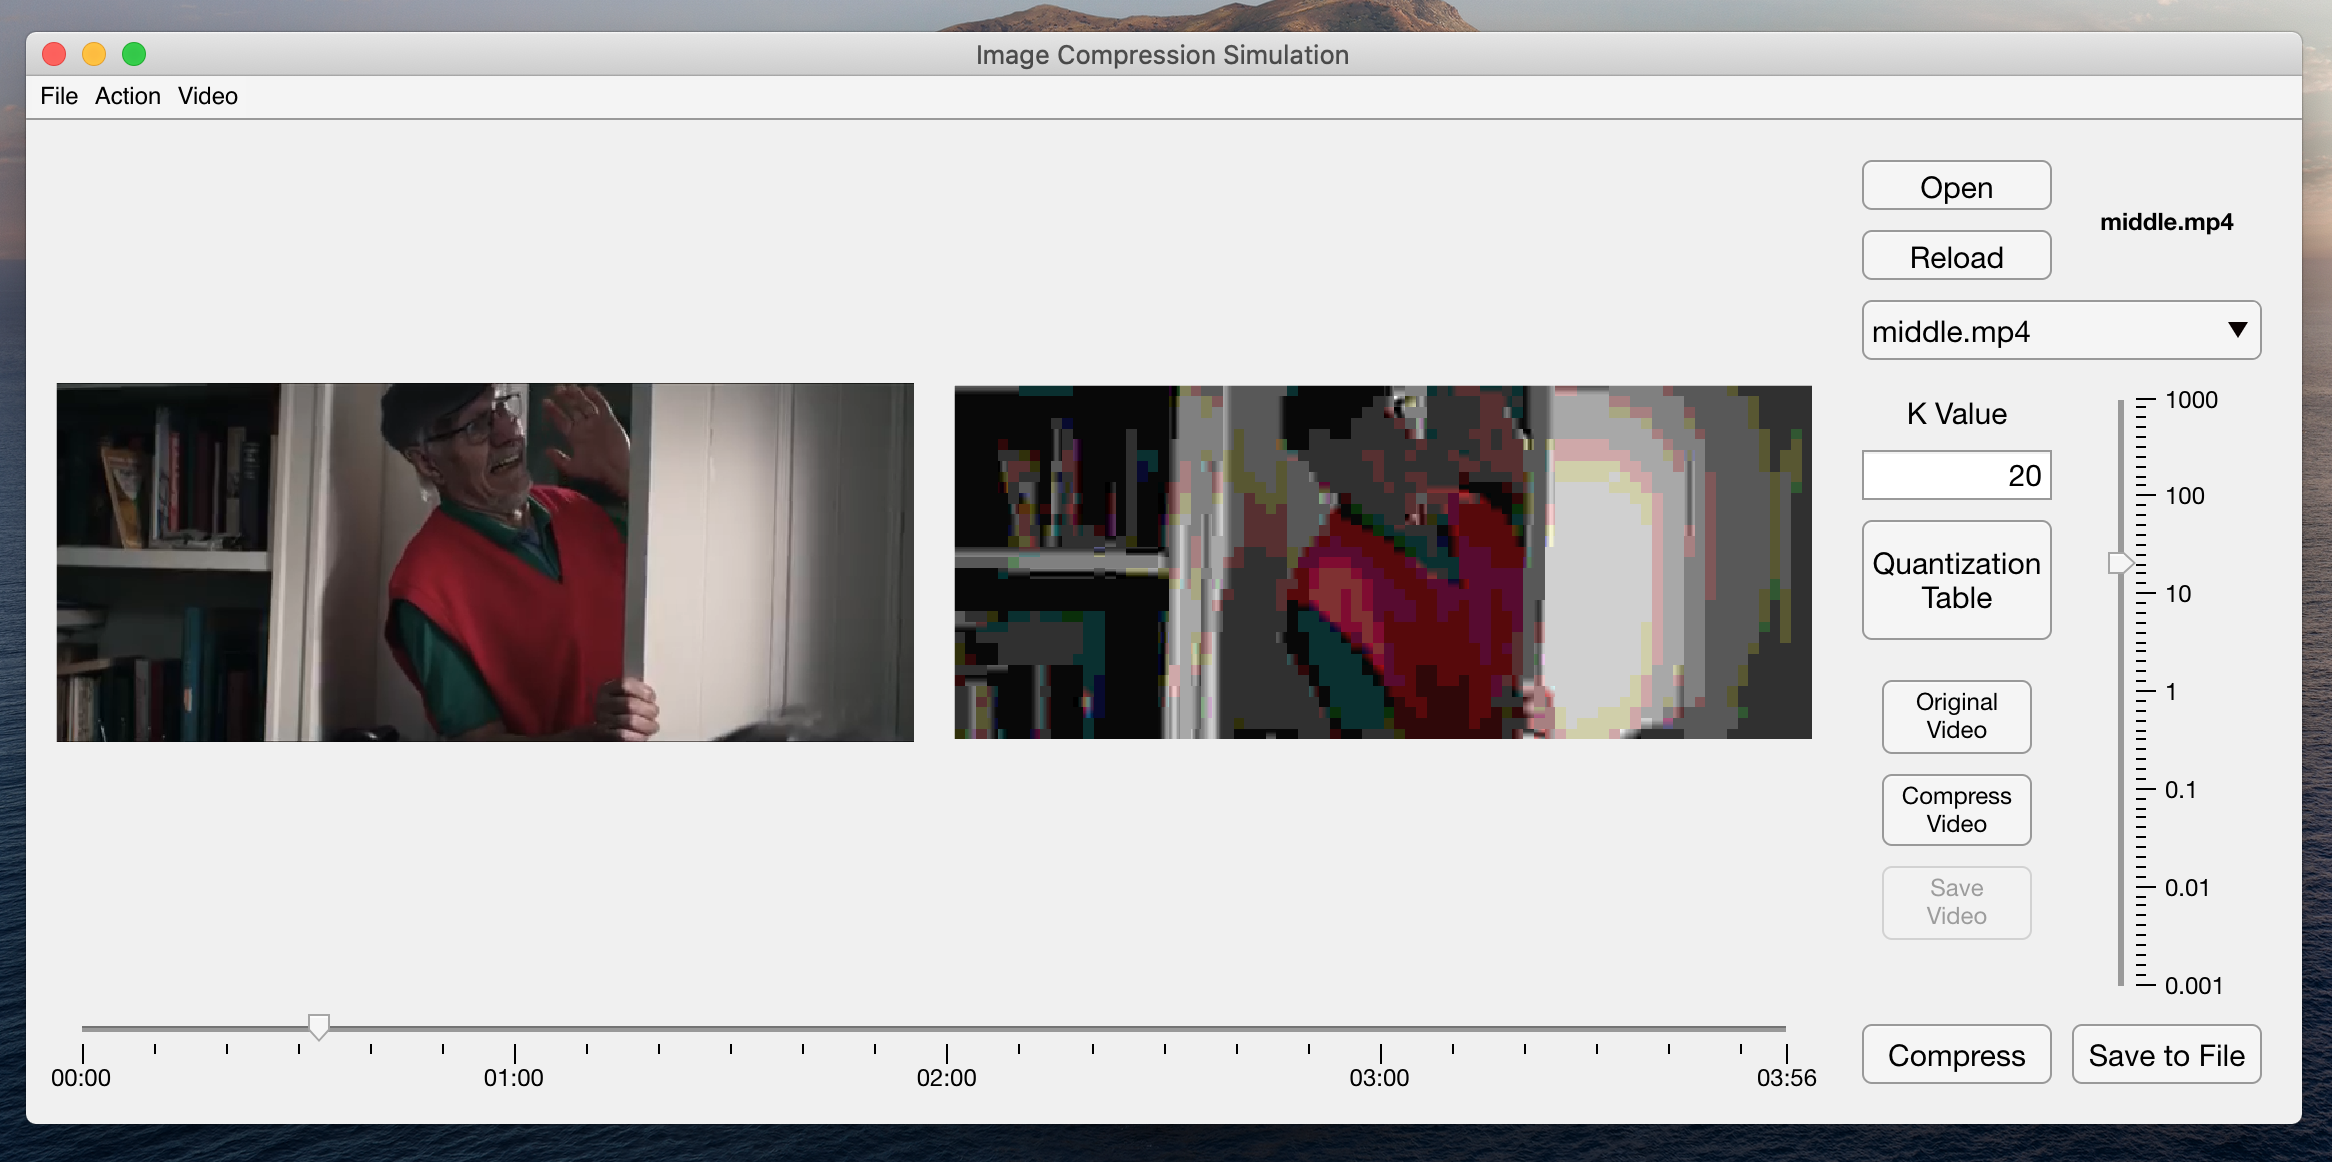 Image Compression Simulation
File Action Video
Open
middle.mp4
Reload
middle.mp4
K Value
20
Quantization
Table
Original
Video
Compress
Video
Save
Video
1000
100
10
1
0.1
0.01
0.001
00:00
01:00
02:00
03:00
03:56
Compress
Save to File